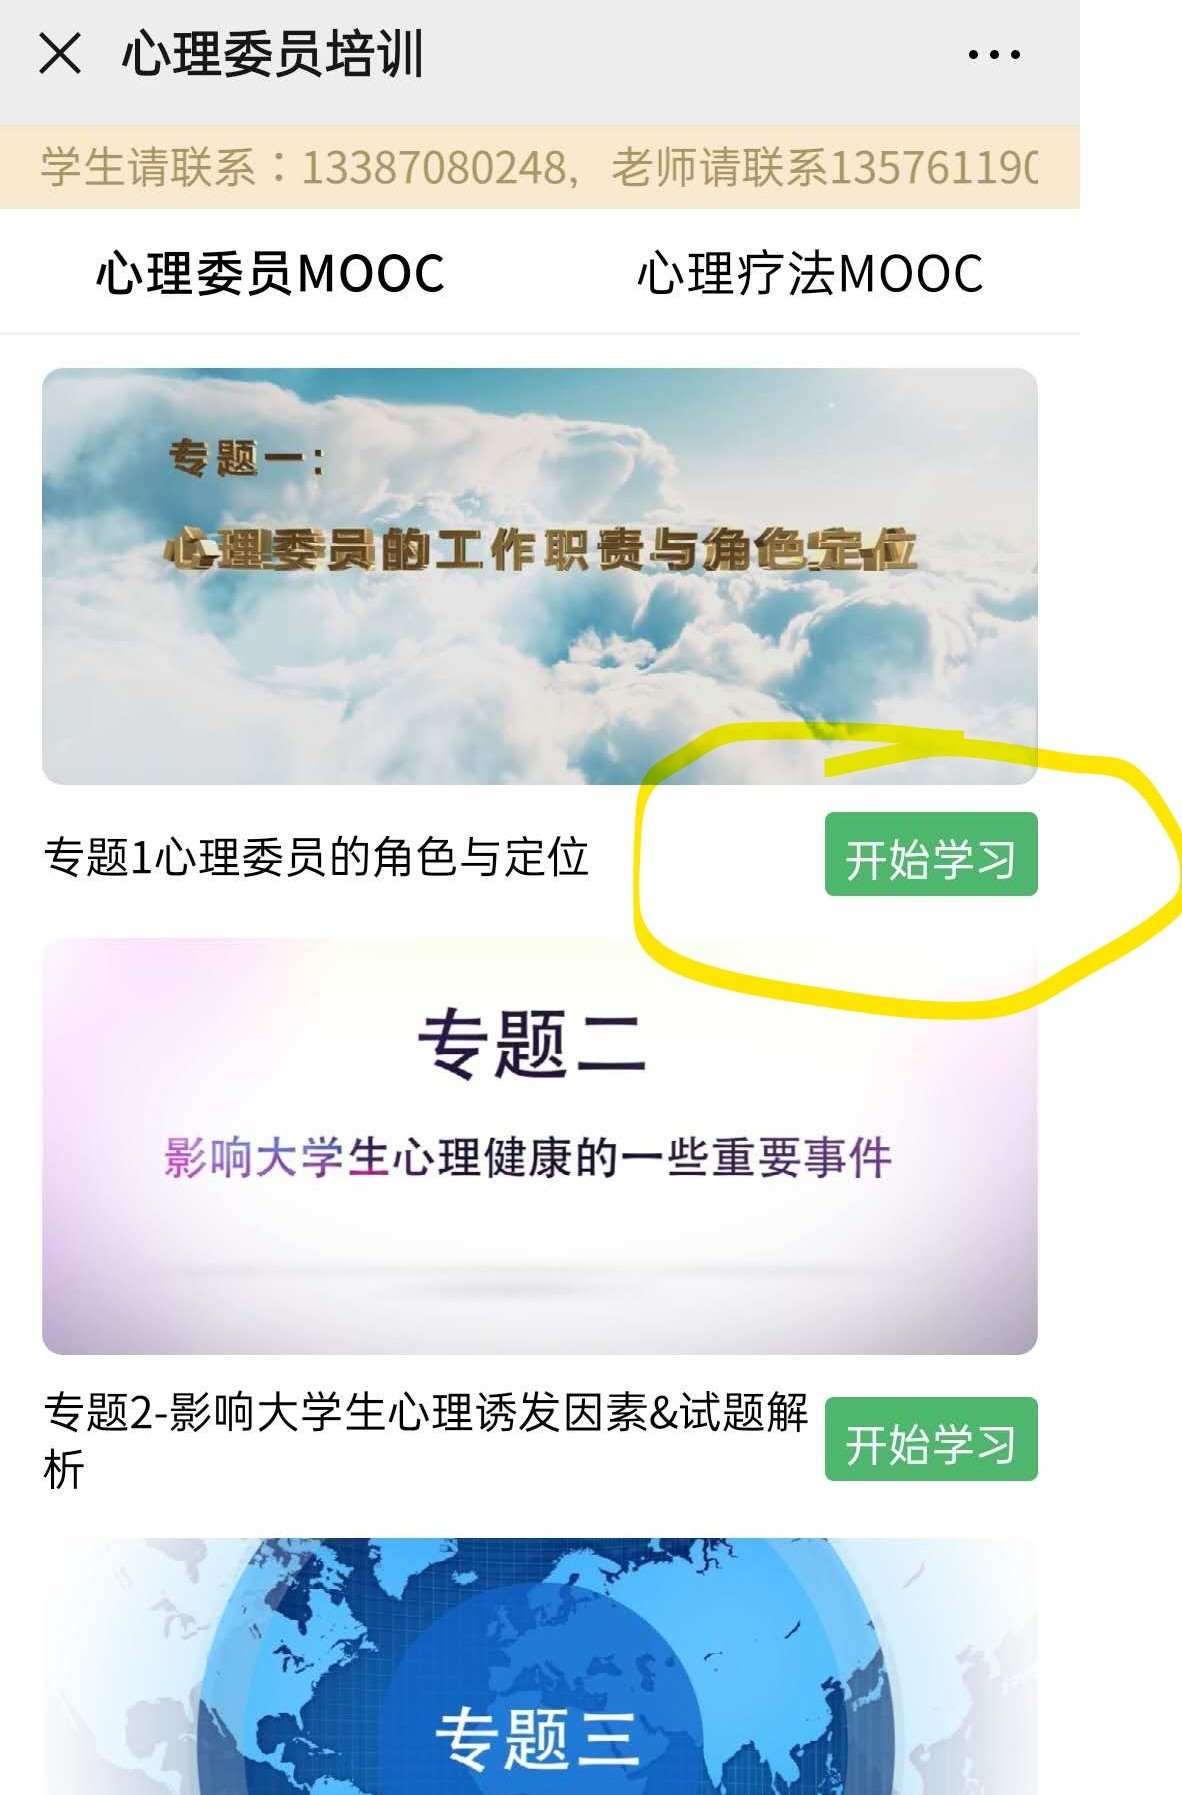 心理委员培训
学生请联系：13387080248，老师请联系135761190
心理委员MOOC
心理疗法MOOC
专题一：
心理委员的工作职责与角色定位
专题1心理委员的角色与定位
开始学习
专题二
影响大学生心理健康的一些重要事件
专题2-影响大学生心理诱发因素&试题解
析
开始学习
专题三